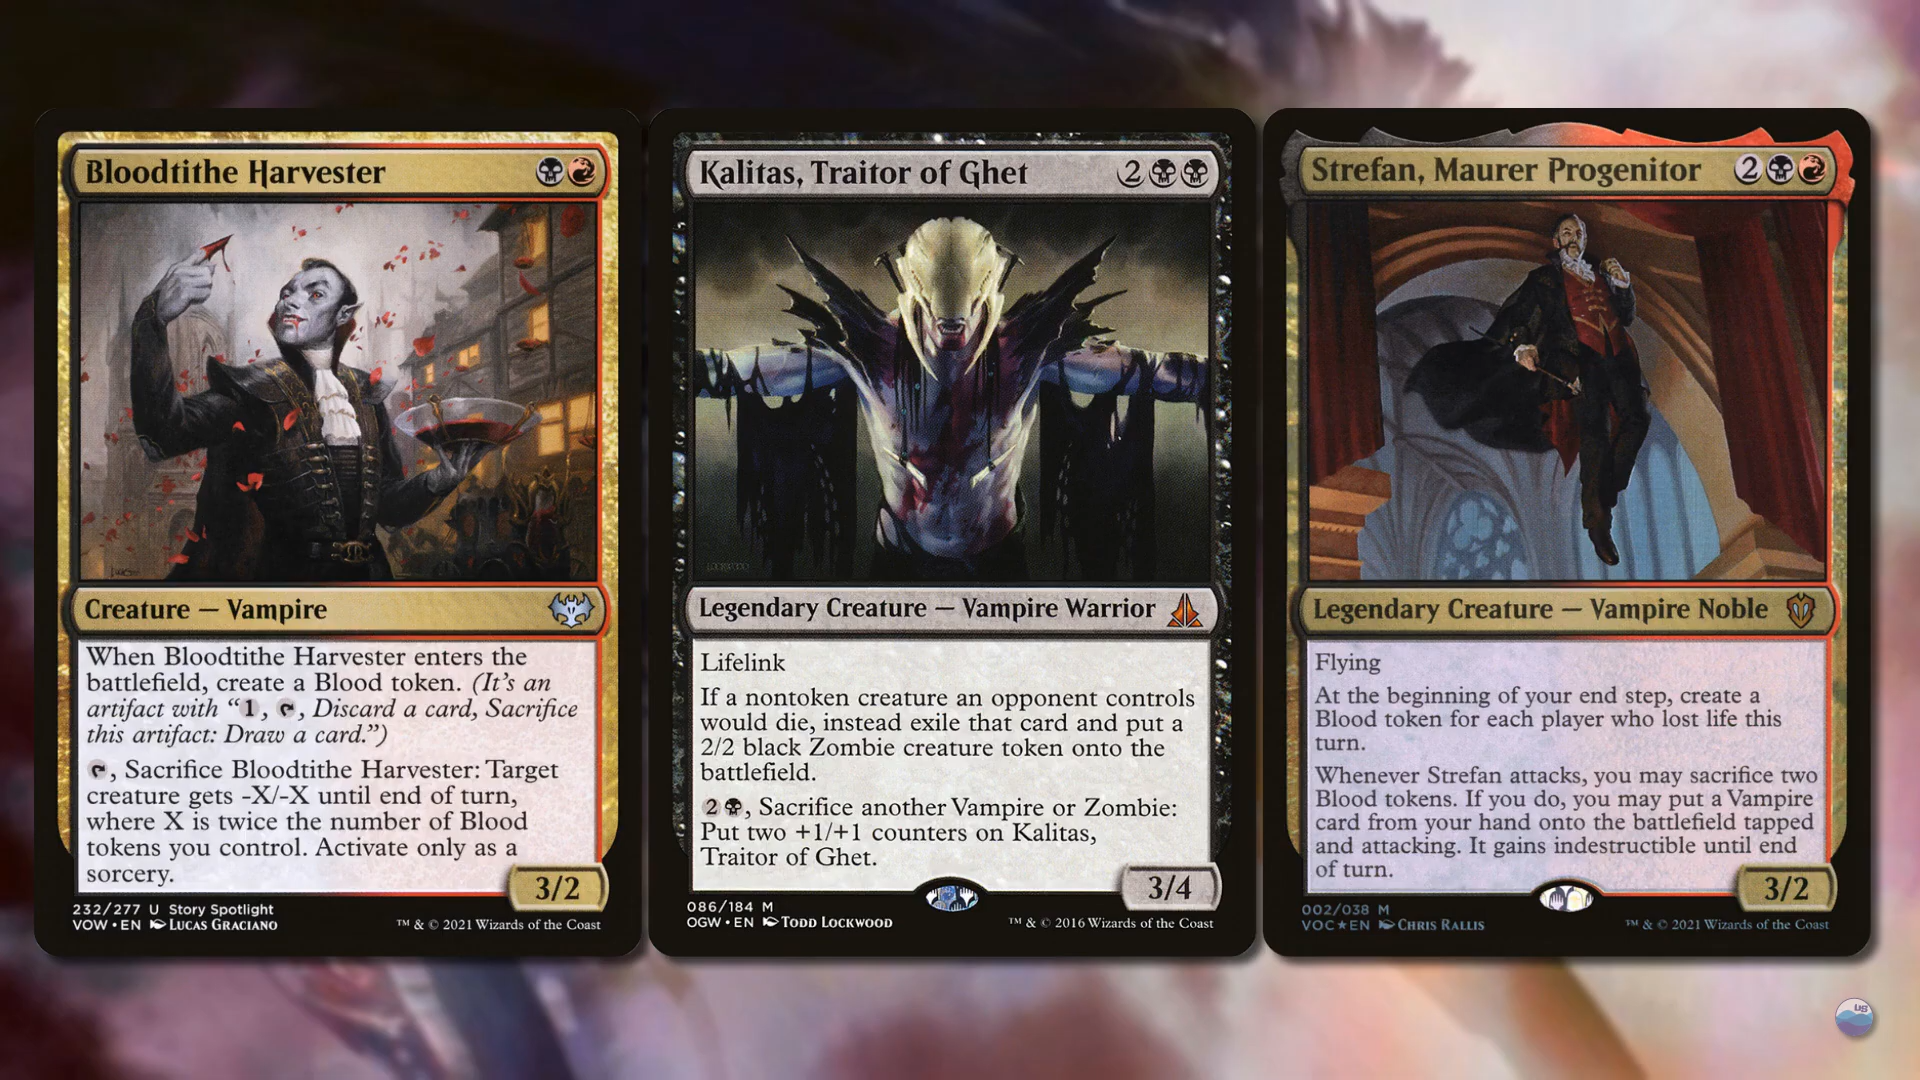 Bloodtithe Harvester
Creature — Vampire
When Bloodtithe Harvester enters the
battlefield, create a Blood token. (It's an
artifact with “1, , Discard a card, Sacrifice
this artifact: Draw a card.”)
, Sacrifice Bloodtithe Harvester: Target
creature gets -X/-X until end of turn,
where X is twice the number of Blood
tokens you control. Activate only as a
sorcery.
3/2
232/277 U Story Spotlight
VOW • EN LUCAS GRACIANO
™ & © 2021 Wizards of the Coast
Kalitas, Traitor of Ghet 2
Legendary Creature — Vampire Warrior
Lifelink
If a nontoken creature an opponent controls
would die, instead exile that card and put a
2/2 black Zombie creature token onto the
battlefield.
2, Sacrifice another Vampire or Zombie:
Put two +1/+1 counters on Kalitas,
Traitor of Ghet.
3/4
086/184 M
OGW • EN TODD LOCKWOOD
™ & © 2016 Wizards of the Coast
Strefan, Maurer Progenitor 2
Legendary Creature — Vampire Noble
Flying
At the beginning of your end step, create a
Blood token for each player who lost life this
turn.
Whenever Strefan attacks, you may sacrifice two
Blood tokens. If you do, you may put a Vampire
card from your hand onto the battlefield tapped
and attacking. It gains indestructible until end
of turn.
3/2
002/038 M
VOC★EN CHRIS RALLIS
™ & © 2021 Wizards of the Coast